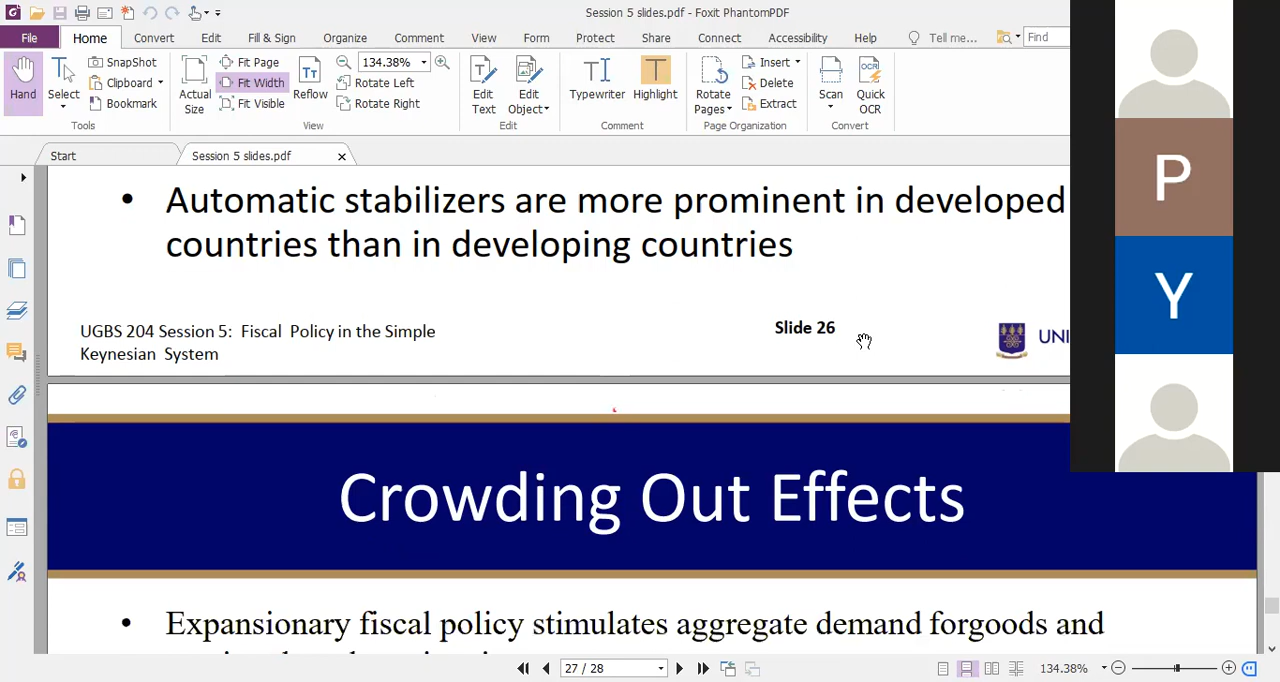 Session 5 slides.pdf - Foxit PhantomPDF
File Home Convert Edit Fill & Sign Organize Comment View Form Protect Share Connect Accessibility Help Tell me... Find
Hand Select SnapShot Clipboard Bookmark Actual Size Fit Page Fit Width Fit Visible Reflow 134.38% Rotate Left Rotate Right Edit Text Edit Object Typewriter Highlight Rotate Pages Insert Delete Extract Scan Quick OCR
Tools View Edit Comment Page Organization Convert
Start Session 5 slides.pdf
P
Y
• Automatic stabilizers are more prominent in developed
countries than in developing countries
UGBS 204 Session 5: Fiscal Policy in the Simple
Keynesian System
Slide 26
UNI
Crowding Out Effects
• Expansionary fiscal policy stimulates aggregate demand forgoods and
27 / 28 134.38%